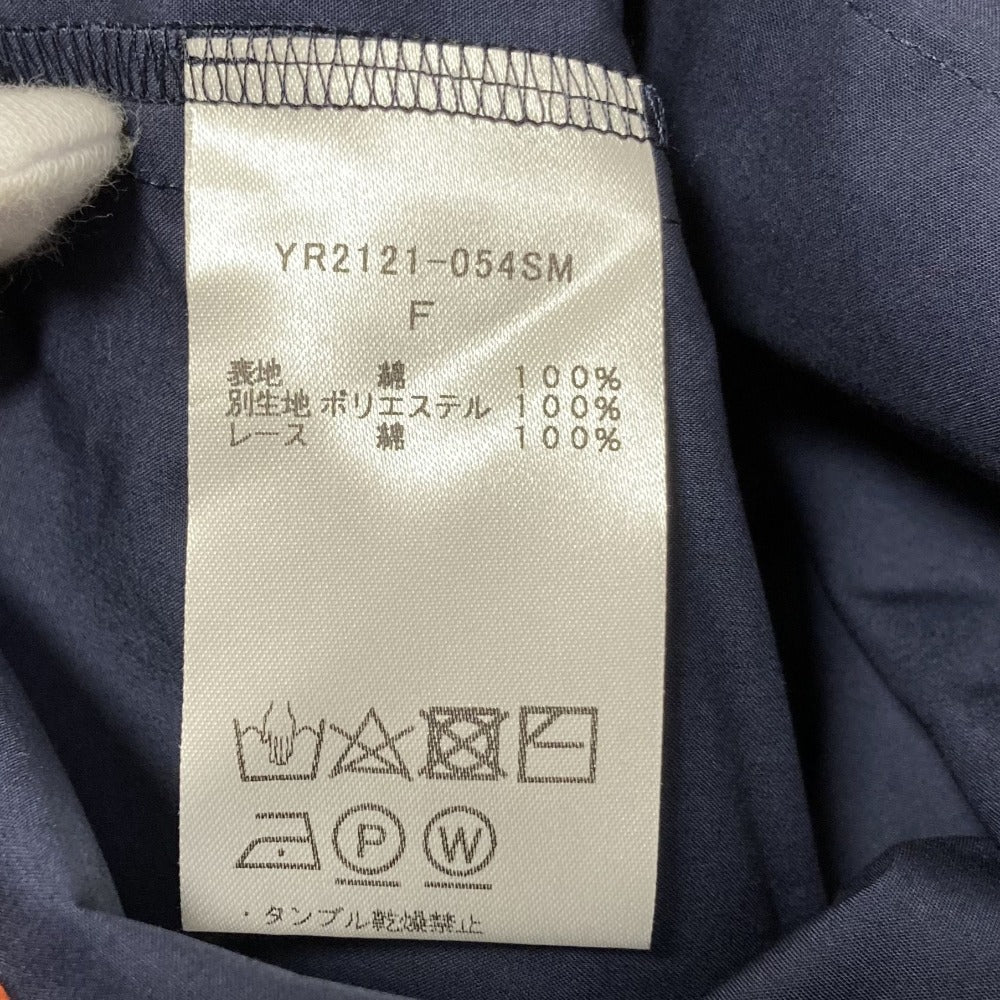 YR2121-054SM
F
表地 綿 100%
別生地 ポリエステル 100%
レース 綿 100%
P W
・タンブル乾燥禁止